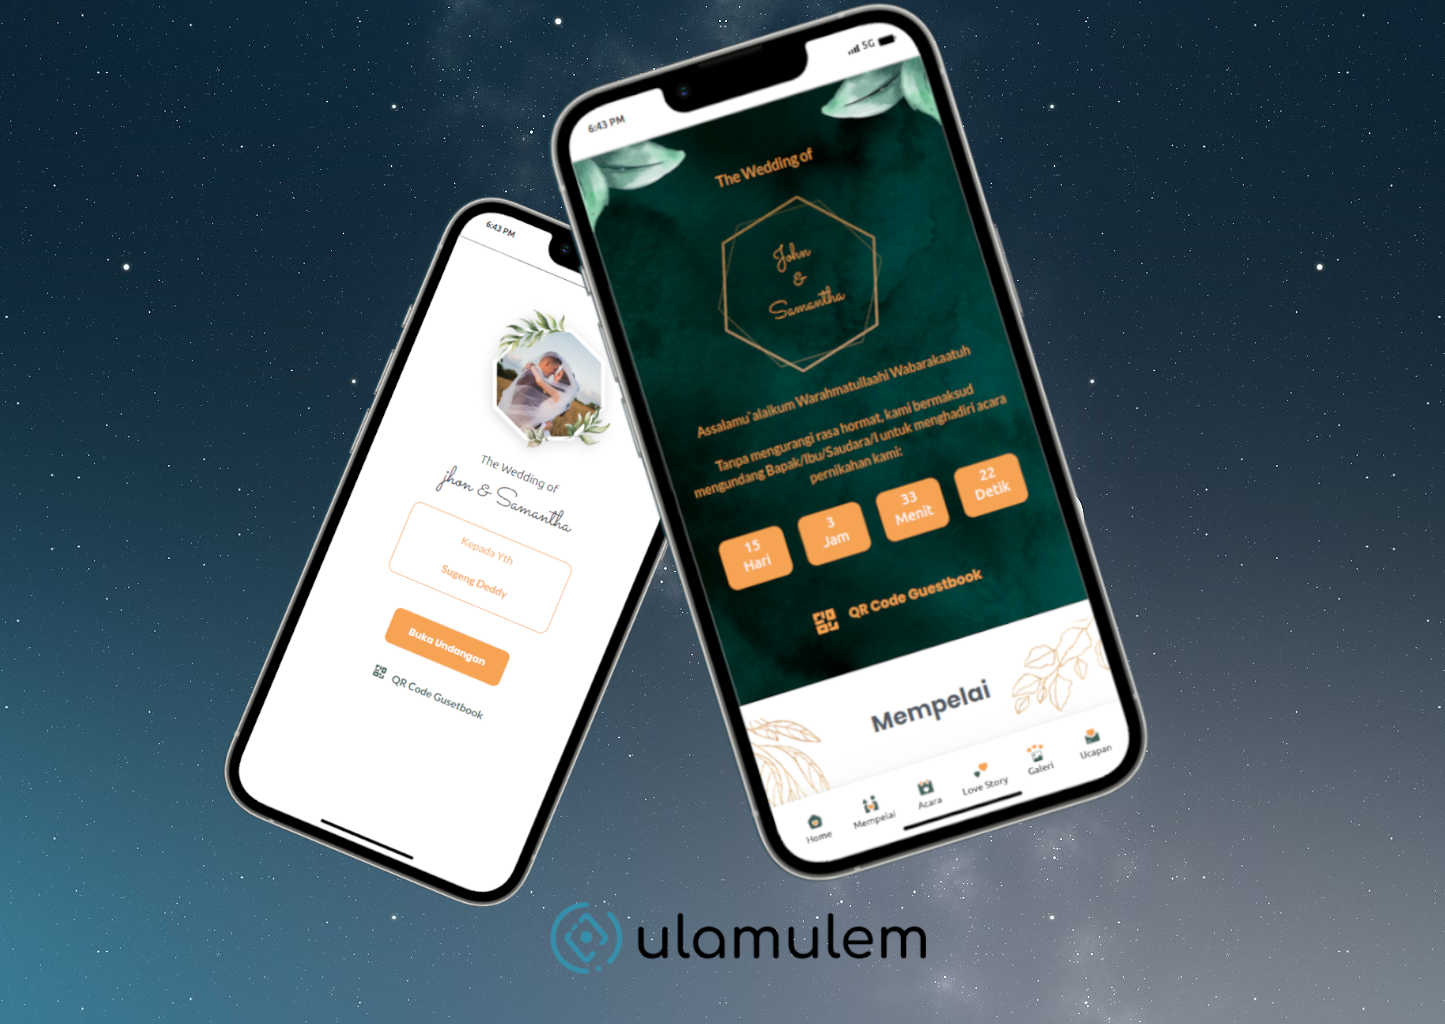 6:43 PM
The Wedding of
jhon & Samantha
Kepada Yth
Sugeng Deddy
Buka Undangan
QR Code Gusetbook
6:43 PM
5G
The Wedding of
John
&
Samantha
Assalamu'alaikum Warahmatullaahi Wabarakaatuh
Tanpa mengurangi rasa hormat, kami bermaksud
mengundang Bapak/Ibu/Saudara/I untuk menghadiri acara
pernikahan kami:
15
Hari
3
Jam
33
Menit
22
Detik
QR Code Guestbook
Mempelai
Home
Mempelai
Acara
Love Story
Galeri
Ucapan
ulamulem